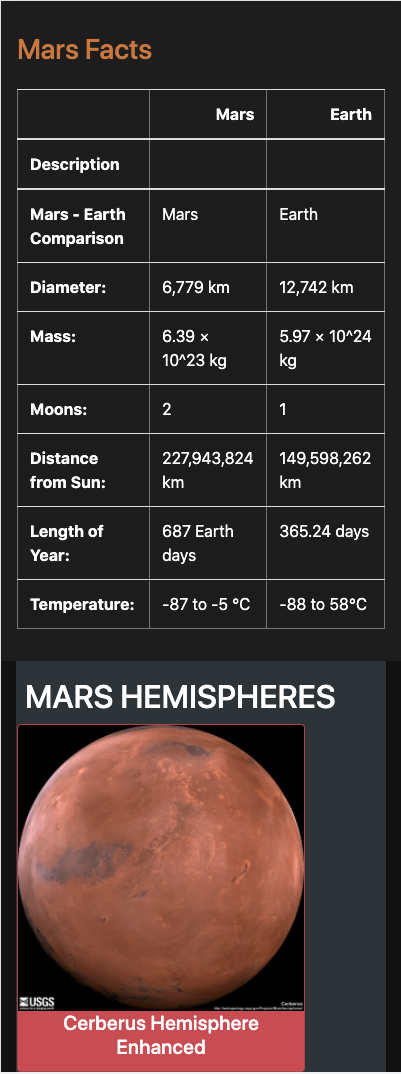 Mars Facts
Mars Earth
Description
Mars - Earth Mars Earth
Comparison
Diameter: 6,779 km 12,742 km
Mass: 6.39 × 5.97 × 10^24
10^23 kg kg
Moons: 2 1
Distance 227,943,824 149,598,262
from Sun: km km
Length of 687 Earth 365.24 days
Year: days
Temperature: -87 to -5 °C -88 to 58°C
MARS HEMISPHERES
USGS
Cerberus
Cerberus Hemisphere
Enhanced